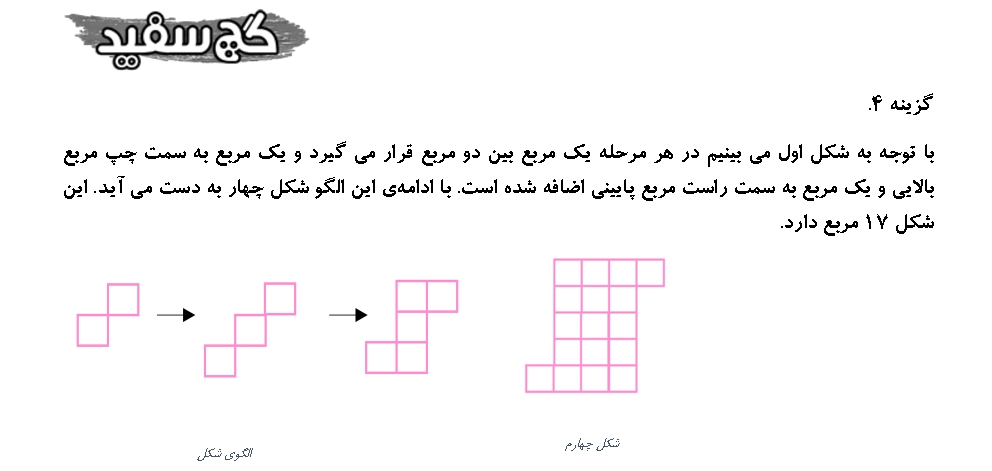 گچ سفید
گزینه ۴.
با توجه به شکل اول می بینیم در هر مرحله یک مربع بین دو مربع قرار می گیرد و یک مربع به سمت چپ مربع
بالایی و یک مربع به سمت راست مربع پایینی اضافه شده است. با ادامه‌ی این الگو شکل چهار به دست می آید. این
شکل ۱۷ مربع دارد.
شکل چهارم
الگوی شکل